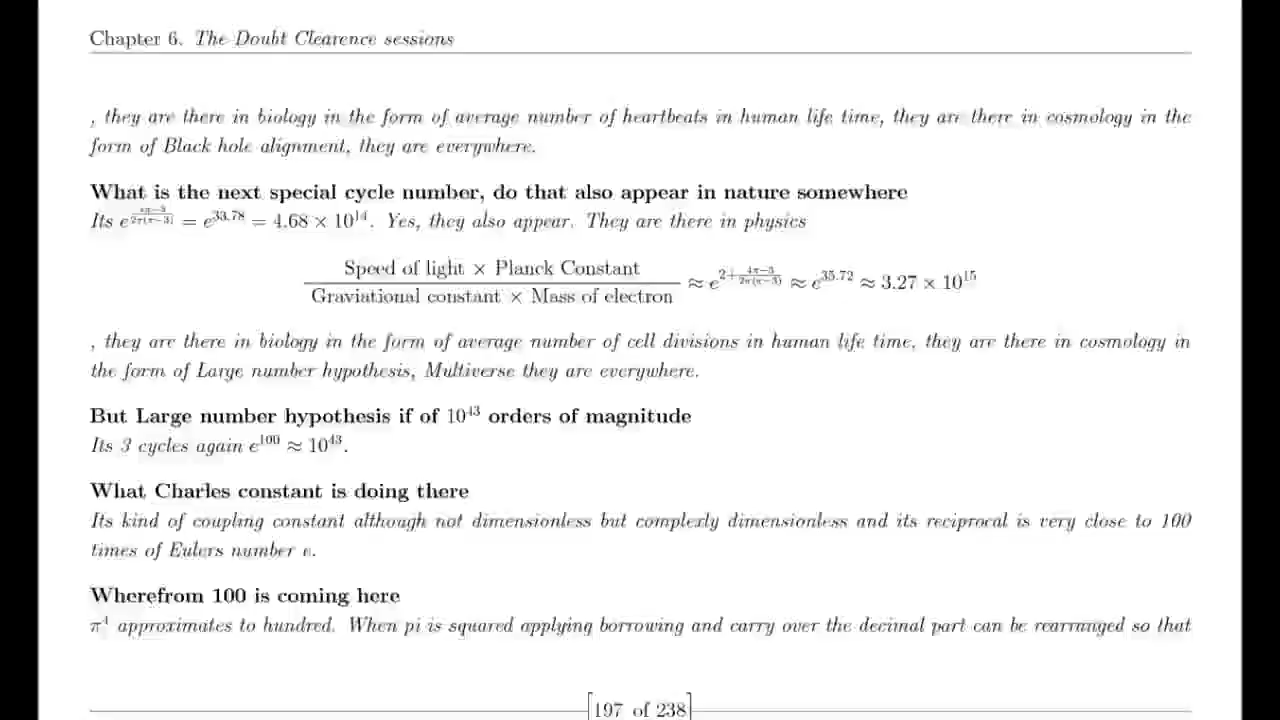 Chapter 6. The Doubt Clearence sessions
, they are there in biology in the form of average number of heartbeats in human life time, they are there in cosmology in the
form of Black hole alignment, they are everywhere.
What is the next special cycle number, do that also appear in nature somewhere
Its e 2π(π−3) = e^33.78 = 4.68 × 10^14. Yes, they also appear. They are there in physics
Speed of light × Planck Constant
Graviational constant × Mass of electron
≈ e^2+ 4π−3 / 2π(π−3) ≈ e^35.72 ≈ 3.27 × 10^15
, they are there in biology in the form of average number of cell divisions in human life time, they are there in cosmology in
the form of Large number hypothesis, Multiverse they are everywhere.
But Large number hypothesis if of 10^43 orders of magnitude
Its 3 cycles again e^100 ≈ 10^43.
What Charles constant is doing there
Its kind of coupling constant although not dimensionless but complexly dimensionless and its reciprocal is very close to 100
times of Eulers number e.
Wherefrom 100 is coming here
π^4 approximates to hundred. When pi is squared applying borrowing and carry over the decimal part can be rearranged so that
[197 of 238]